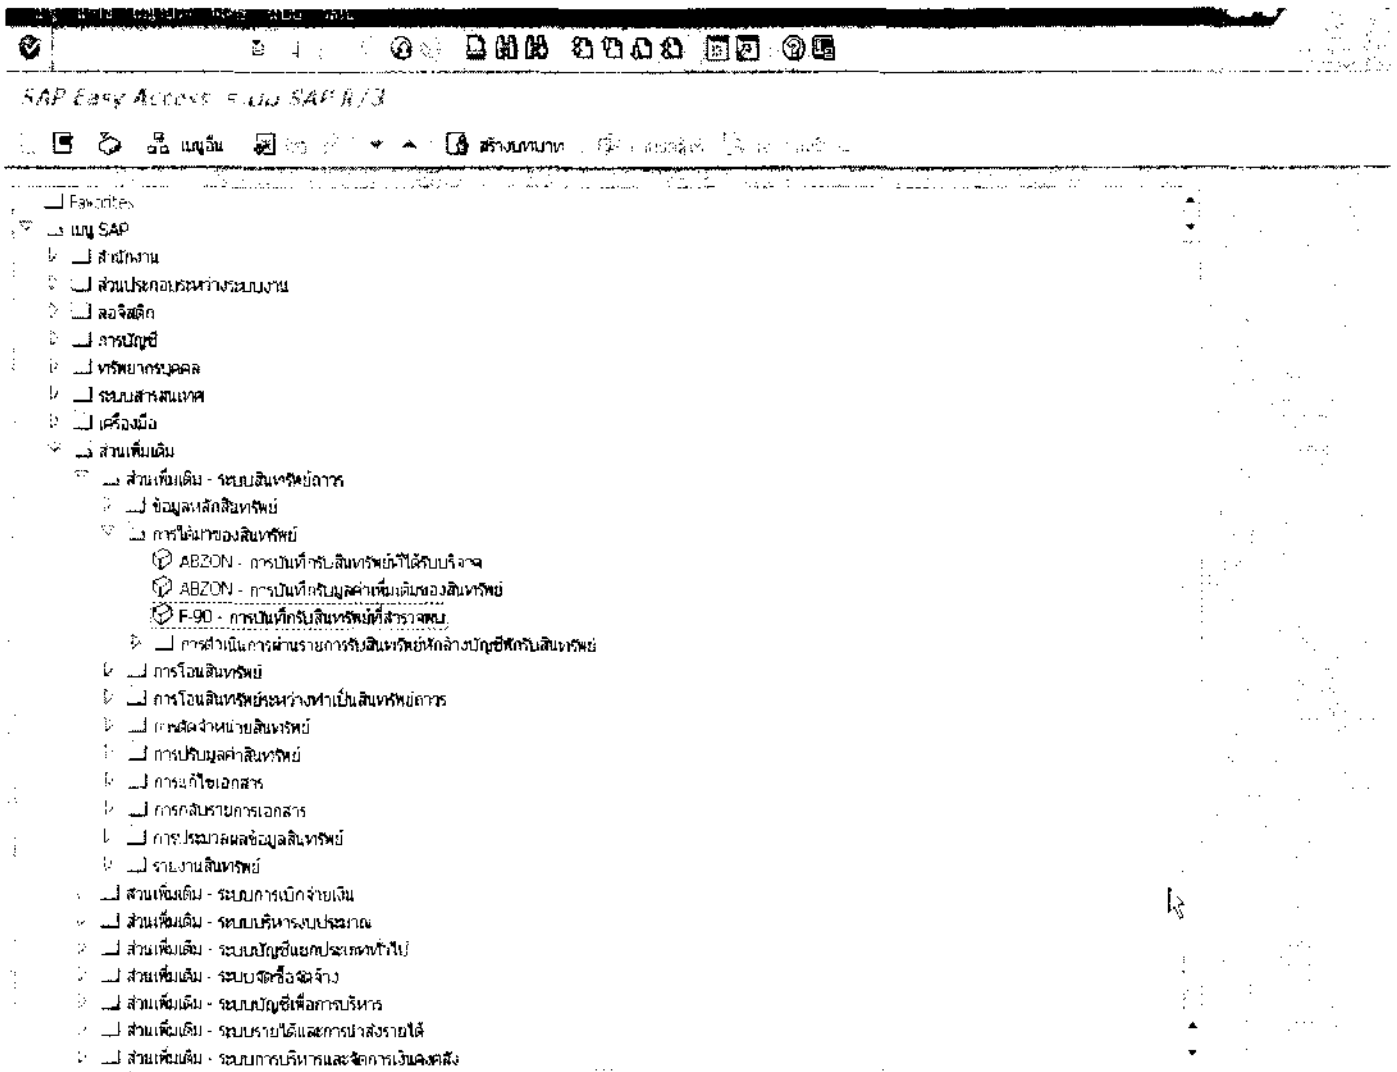 SAP Easy Access ระบบ SAP R/3
เมนูอื่น สร้างบทบาท
Favorites
เมนู SAP
สำนักงาน
ส่วนประกอบระหว่างระบบงาน
ลอจิสติก
การบัญชี
ทรัพยากรบุคคล
ระบบสารสนเทศ
เครื่องมือ
ส่วนเพิ่มเติม
ส่วนเพิ่มเติม - ระบบสินทรัพย์ถาวร
ข้อมูลหลักสินทรัพย์
การได้มาของสินทรัพย์
ABZON - การบันทึกรับสินทรัพย์ที่ได้รับบริจาค
ABZON - การบันทึกรับมูลค่าเพิ่มเติมของสินทรัพย์
F-90 - การบันทึกรับสินทรัพย์ที่สำรวจพบ
การดำเนินการผ่านรายการรับสินทรัพย์หักล้างบัญชีพักรับสินทรัพย์
การโอนสินทรัพย์
การโอนสินทรัพย์ระหว่างทำเป็นสินทรัพย์ถาวร
การตัดจำหน่ายสินทรัพย์
การปรับมูลค่าสินทรัพย์
การแก้ไขเอกสาร
การกลับรายการเอกสาร
การประมวลผลข้อมูลสินทรัพย์
รายงานสินทรัพย์
ส่วนเพิ่มเติม - ระบบการเบิกจ่ายเงิน
ส่วนเพิ่มเติม - ระบบบริหารงบประมาณ
ส่วนเพิ่มเติม - ระบบบัญชีแยกประเภททั่วไป
ส่วนเพิ่มเติม - ระบบจัดซื้อจัดจ้าง
ส่วนเพิ่มเติม - ระบบบัญชีเพื่อการบริหาร
ส่วนเพิ่มเติม - ระบบรายได้และการนำส่งรายได้
ส่วนเพิ่มเติม - ระบบการบริหารและจัดการเงินคงคลัง